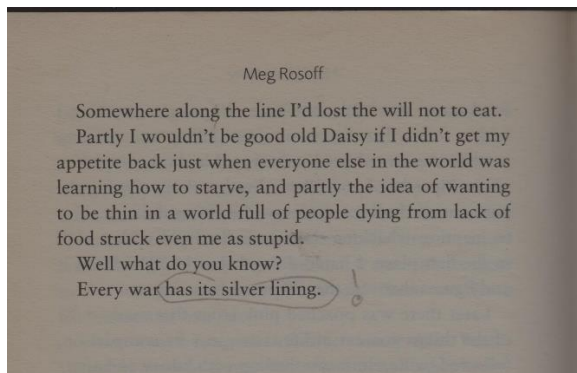 Meg Rosoff
Somewhere along the line I'd lost the will not to eat.
Partly I wouldn't be good old Daisy if I didn't get my
appetite back just when everyone else in the world was
learning how to starve, and partly the idea of wanting
to be thin in a world full of people dying from lack of
food struck even me as stupid.
Well what do you know?
Every war has its silver lining. !